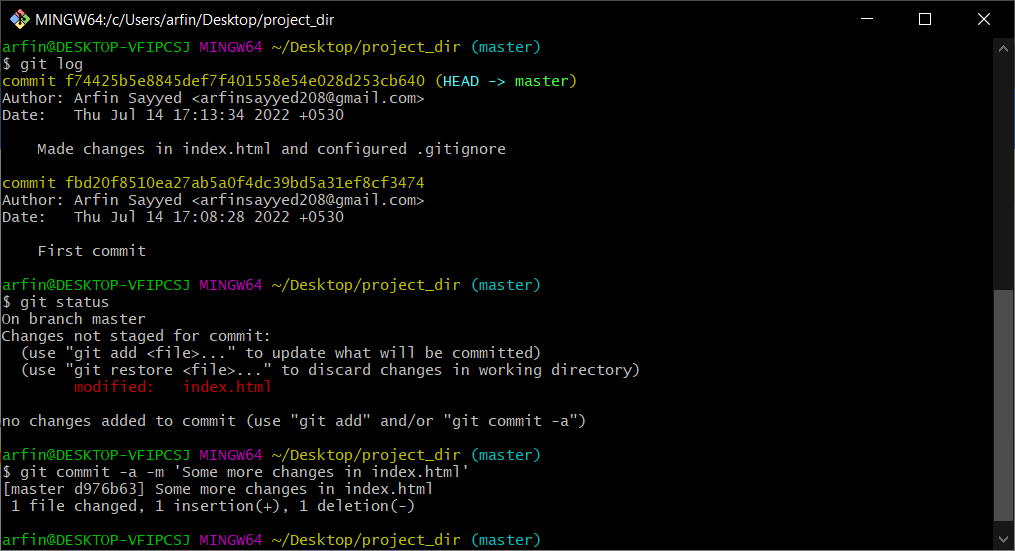 MINGW64:/c/Users/arfin/Desktop/project_dir
arfin@DESKTOP-VFIPCSJ MINGW64 ~/Desktop/project_dir (master)
$ git log
commit f74425b5e8845def7f401558e54e028d253cb640 (HEAD -> master)
Author: Arfin Sayyed <arfinsayyed208@gmail.com>
Date:   Thu Jul 14 17:13:34 2022 +0530
    Made changes in index.html and configured .gitignore
commit fbd20f8510ea27ab5a0f4dc39bd5a31ef8cf3474
Author: Arfin Sayyed <arfinsayyed208@gmail.com>
Date:   Thu Jul 14 17:08:28 2022 +0530
    First commit
arfin@DESKTOP-VFIPCSJ MINGW64 ~/Desktop/project_dir (master)
$ git status
On branch master
Changes not staged for commit:
  (use "git add <file>..." to update what will be committed)
  (use "git restore <file>..." to discard changes in working directory)
        modified:   index.html
no changes added to commit (use "git add" and/or "git commit -a")
arfin@DESKTOP-VFIPCSJ MINGW64 ~/Desktop/project_dir (master)
$ git commit -a -m 'Some more changes in index.html'
[master d976b63] Some more changes in index.html
 1 file changed, 1 insertion(+), 1 deletion(-)
arfin@DESKTOP-VFIPCSJ MINGW64 ~/Desktop/project_dir (master)